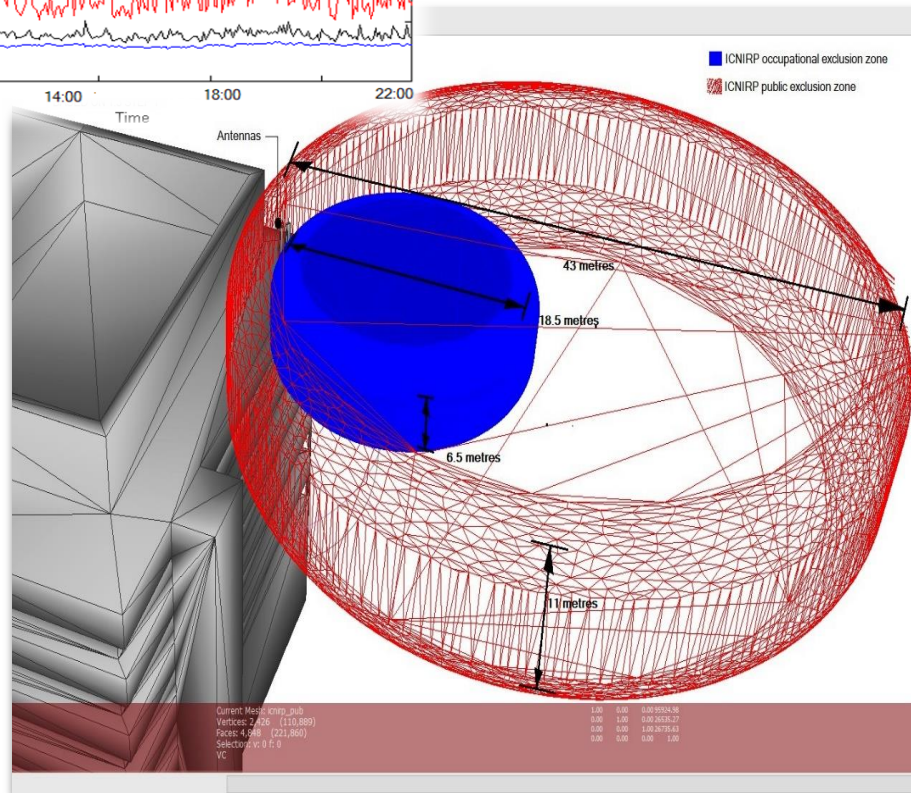 14:00
18:00
22:00
Time
ICNIRP occupational exclusion zone
ICNIRP public exclusion zone
Antennas
43 metres
18.5 metres
6.5 metres
11 metres
Current Mesh: icnirp_pub
Vertices: 2,426 (110,889)
Faces: 4,848 (221,860)
Selection: v: 0 f: 0
VC
1.00 0.00 0.00 95924.98
0.00 1.00 0.00 26535.27
0.00 0.00 1.00 26735.63
0.00 0.00 0.00 1.00